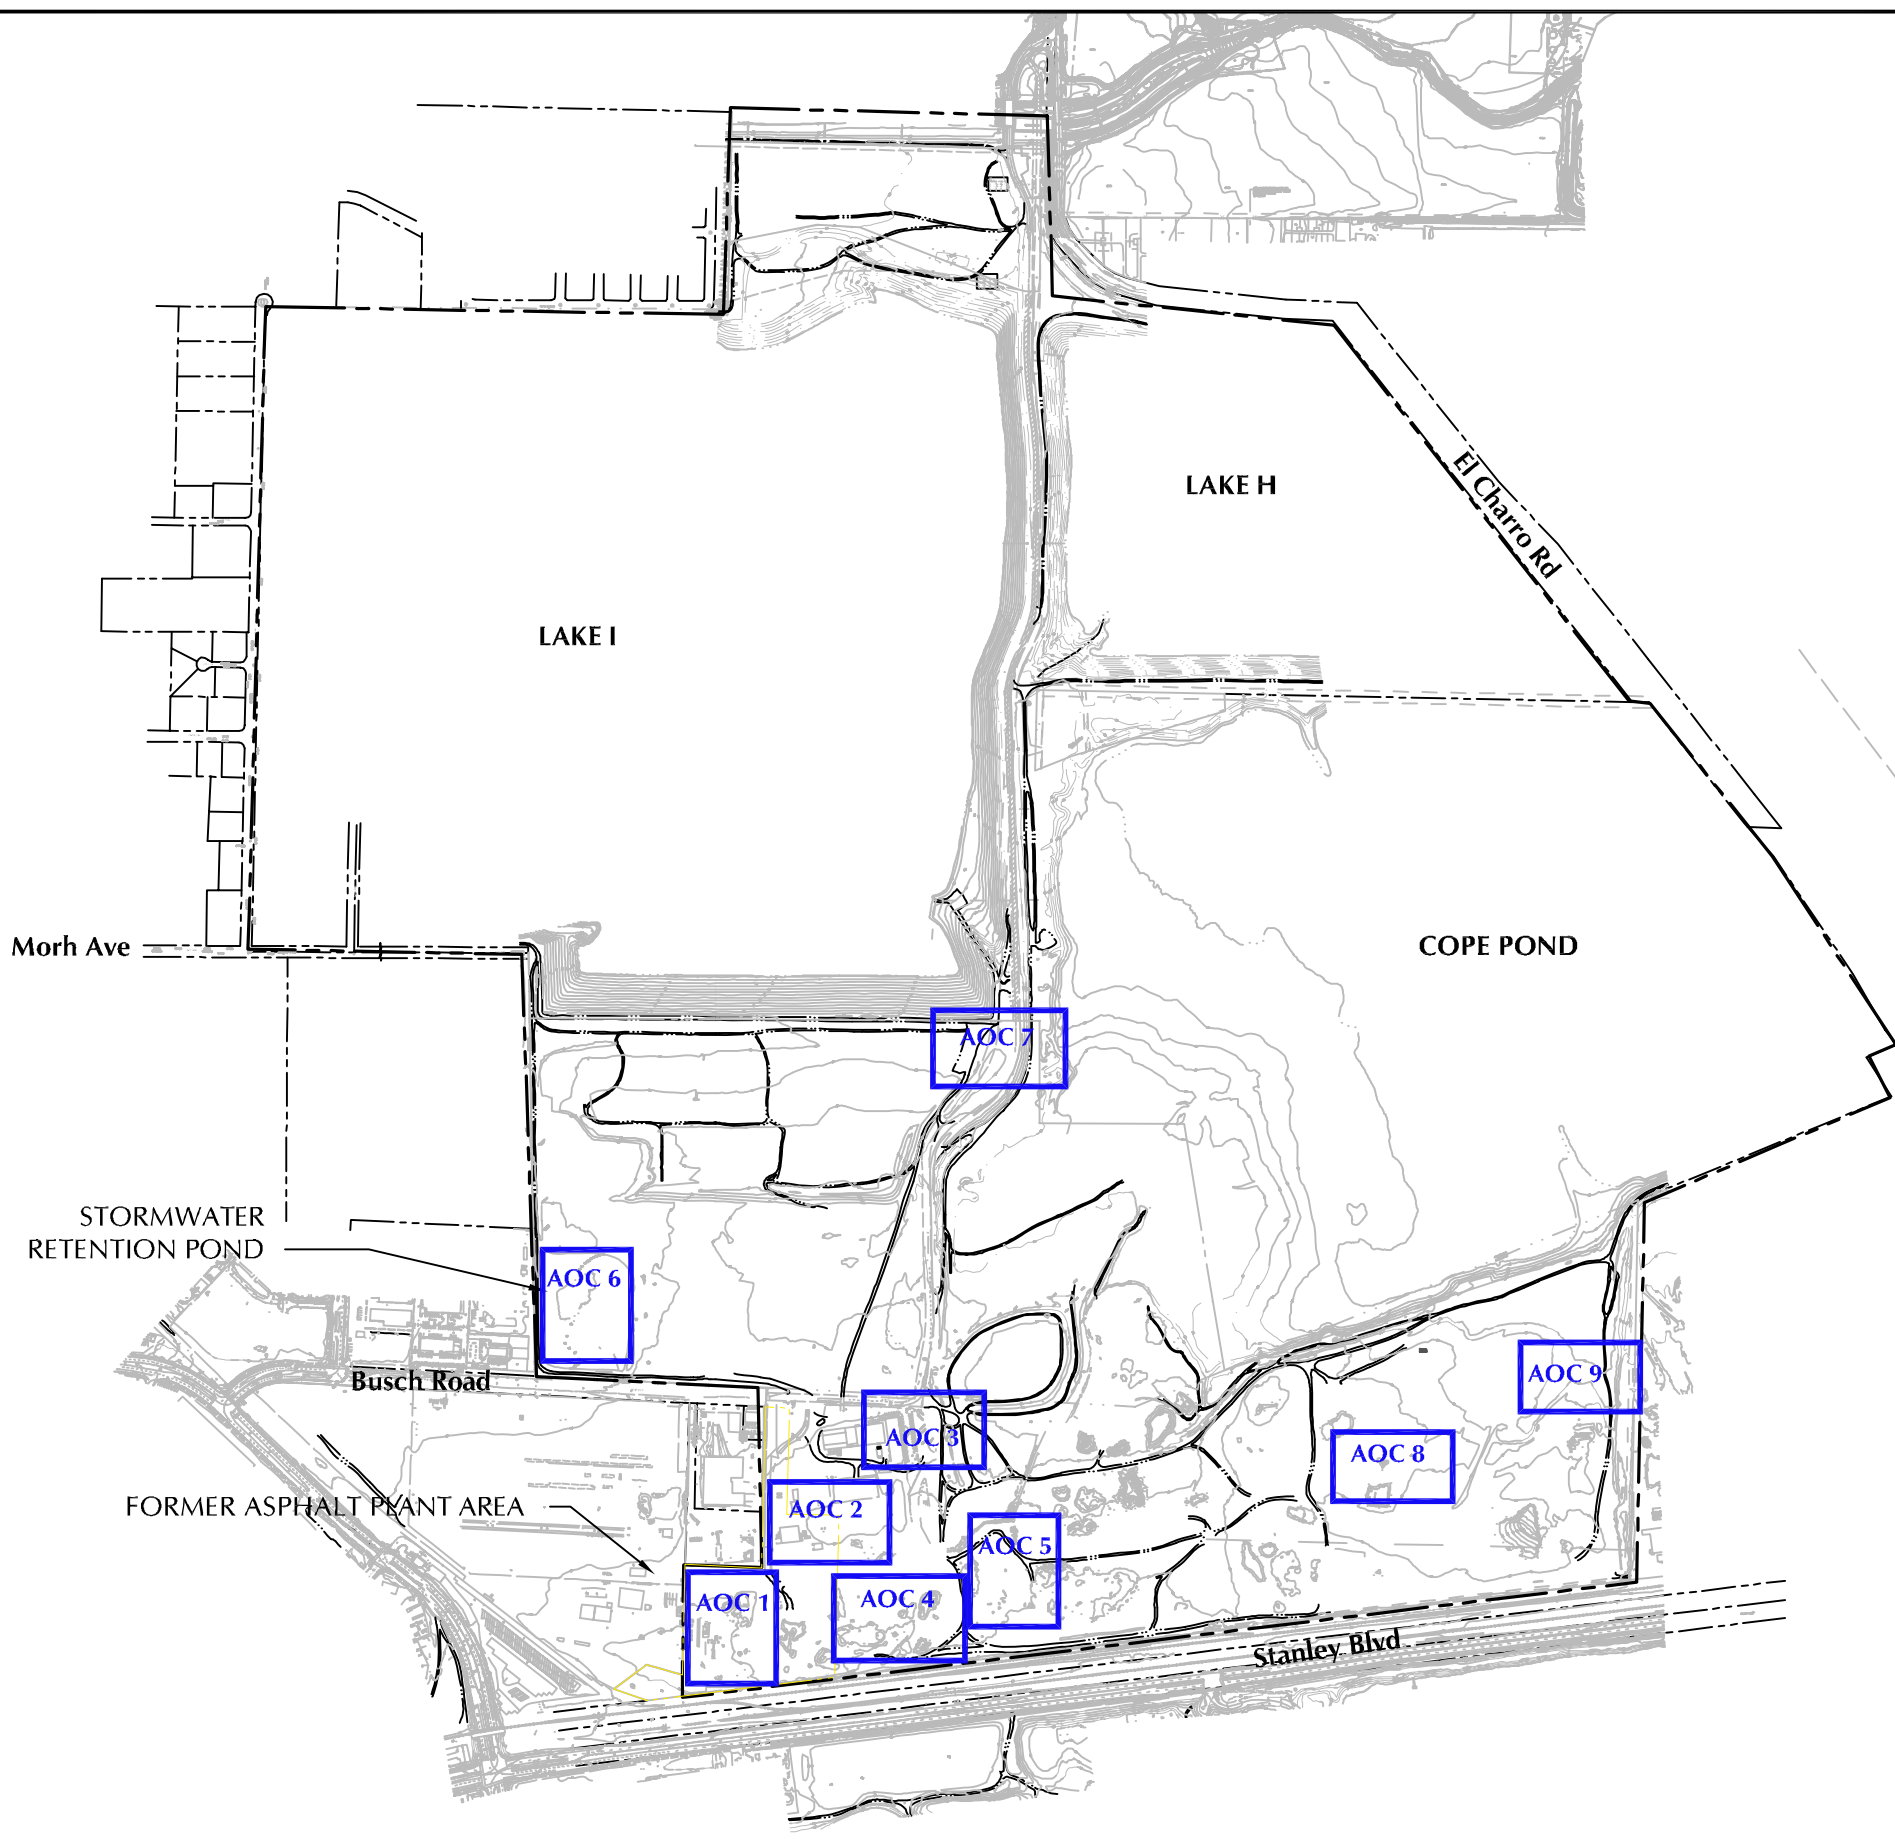 LAKE H
El Charro Rd
LAKE I
Morh Ave
COPE POND
AOC 7
STORMWATER
RETENTION POND
AOC 6
AOC 9
Busch Road
AOC 3
AOC 8
FORMER ASPHALT PLANT AREA
AOC 2
AOC 5
AOC 1
AOC 4
Stanley Blvd